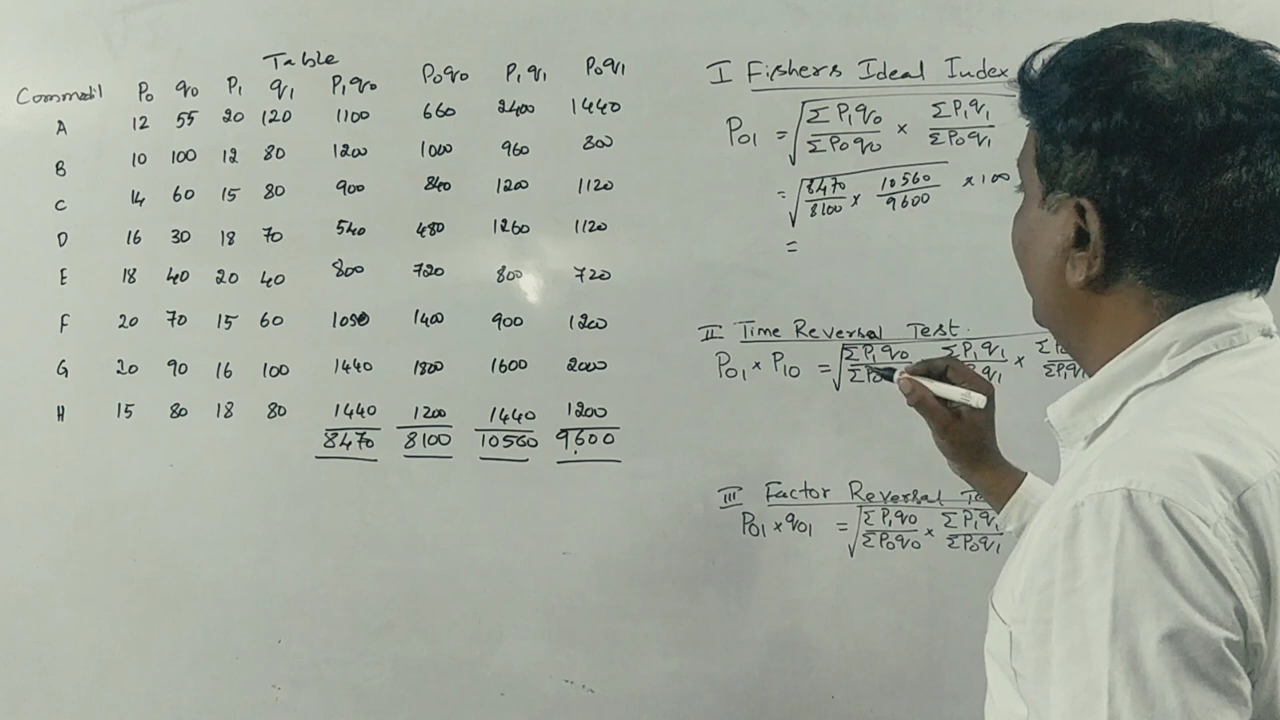 Table
Commodil P0 q0 P1 q1 P1q0 P0q0 P1q1 P0q1
A 12 55 20 120 1100 660 2400 1440
B 10 100 12 80 1200 1000 960 800
C 14 60 15 80 900 840 1200 1120
D 16 30 18 70 540 480 1260 1120
E 18 40 20 40 800 720 800 720
F 20 70 15 60 1050 1400 900 1200
G 20 90 16 100 1440 1800 1600 2000
H 15 80 18 80 1440 1200 1440 1200
8470 8100 10560 9600
I Fishers Ideal Index
P01 = √ΣP1q0/ΣP0q0 × ΣP1q1/ΣP0q1
= √8470/8100 × 10560/9600 × 100
=
II Time Reversal Test.
P01 × P10 = √ΣP1q0/ΣP0 ΣP1q1/P0q1 × ΣP0/ΣP1q1
III Factor Reversal
P01 × q01 = √ΣP1q0/ΣP0q0 × ΣP1q1/ΣP0q1